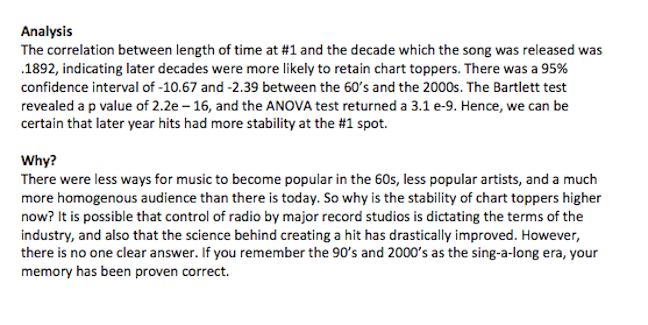 Analysis
The correlation between length of time at #1 and the decade which the song was released was
.1892, indicating later decades were more likely to retain chart toppers. There was a 95%
confidence interval of -10.67 and -2.39 between the 60's and the 2000s. The Bartlett test
revealed a p value of 2.2e – 16, and the ANOVA test returned a 3.1 e-9. Hence, we can be
certain that later year hits had more stability at the #1 spot.
Why?
There were less ways for music to become popular in the 60s, less popular artists, and a much
more homogenous audience than there is today. So why is the stability of chart toppers higher
now? It is possible that control of radio by major record studios is dictating the terms of the
industry, and also that the science behind creating a hit has drastically improved. However,
there is no one clear answer. If you remember the 90's and 2000's as the sing-a-long era, your
memory has been proven correct.